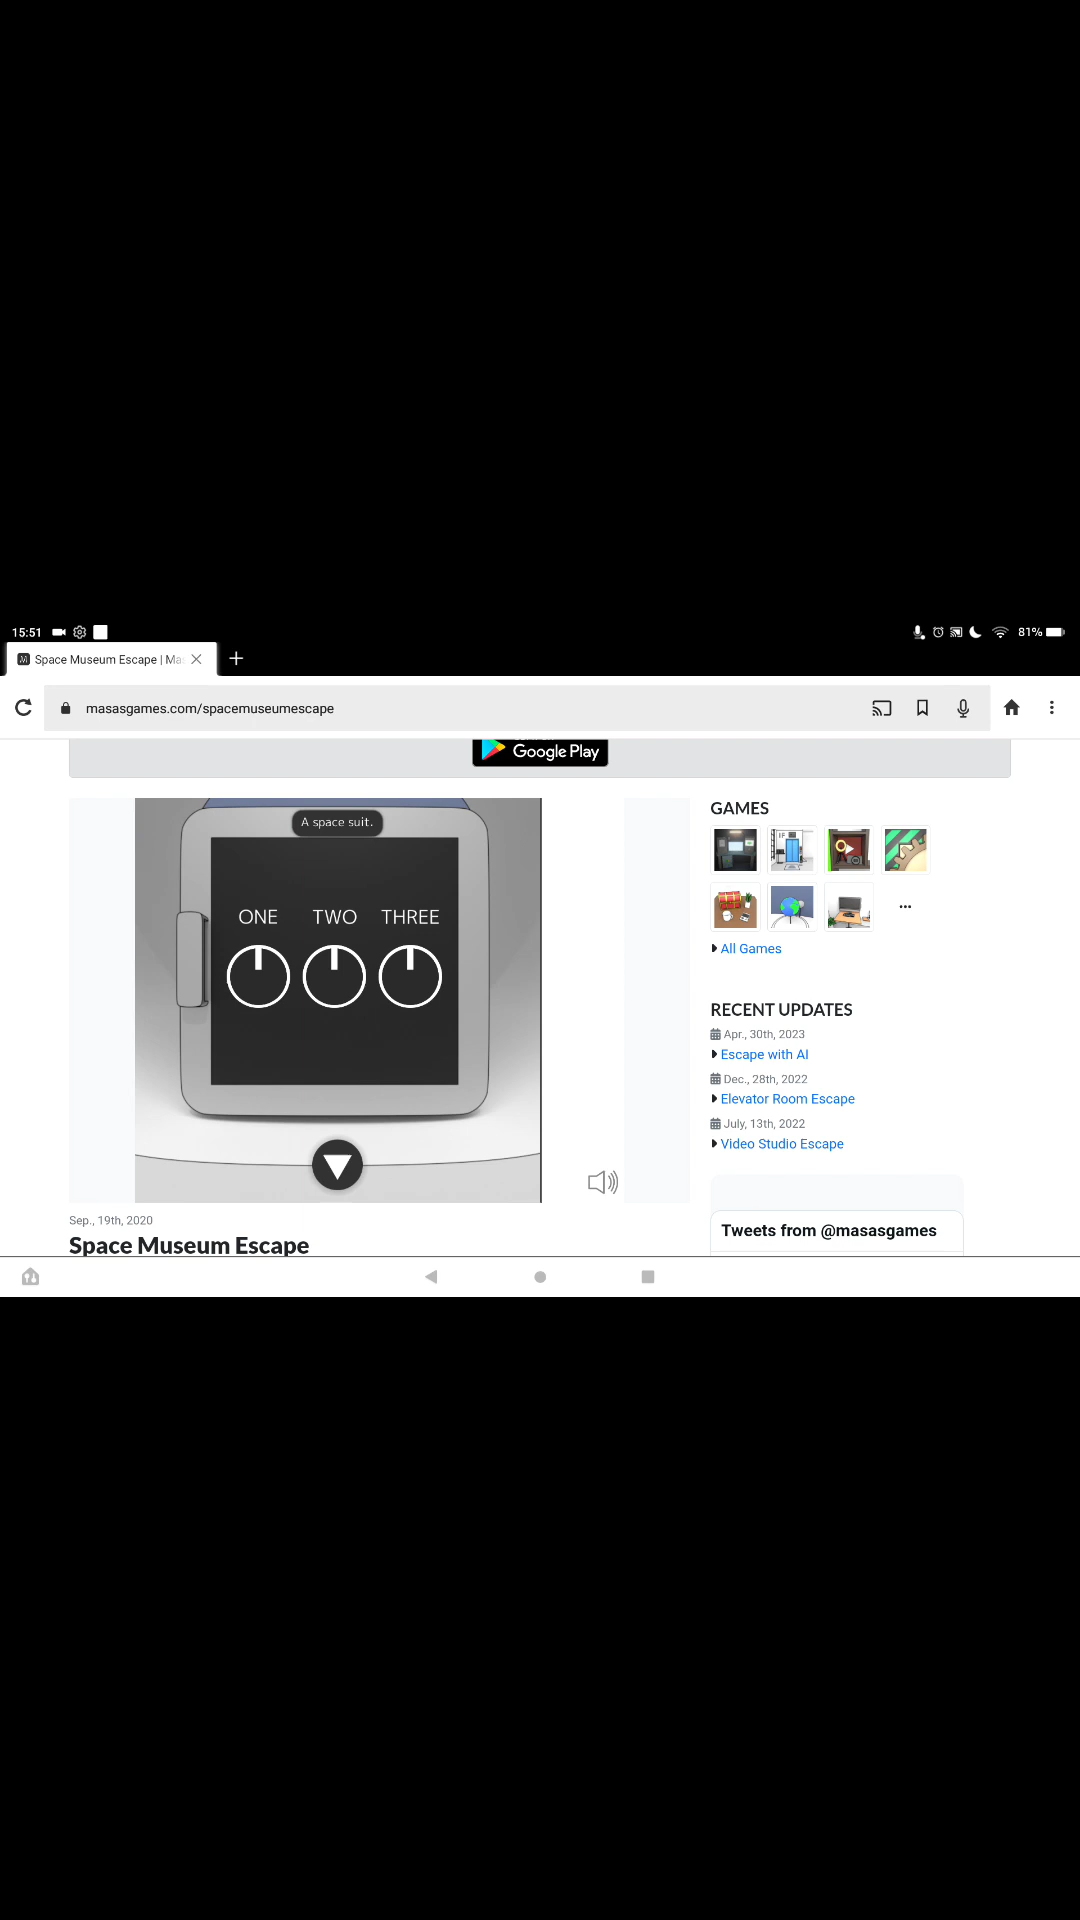 15:51
81%
Space Museum Escape | Ma
masasgames.com/spacemuseumescape
Google Play
A space suit.
ONE TWO THREE
GAMES
1F
...
All Games
RECENT UPDATES
Apr., 30th, 2023
Escape with AI
Dec., 28th, 2022
Elevator Room Escape
July, 13th, 2022
Video Studio Escape
Tweets from @masasgames
Sep., 19th, 2020
Space Museum Escape